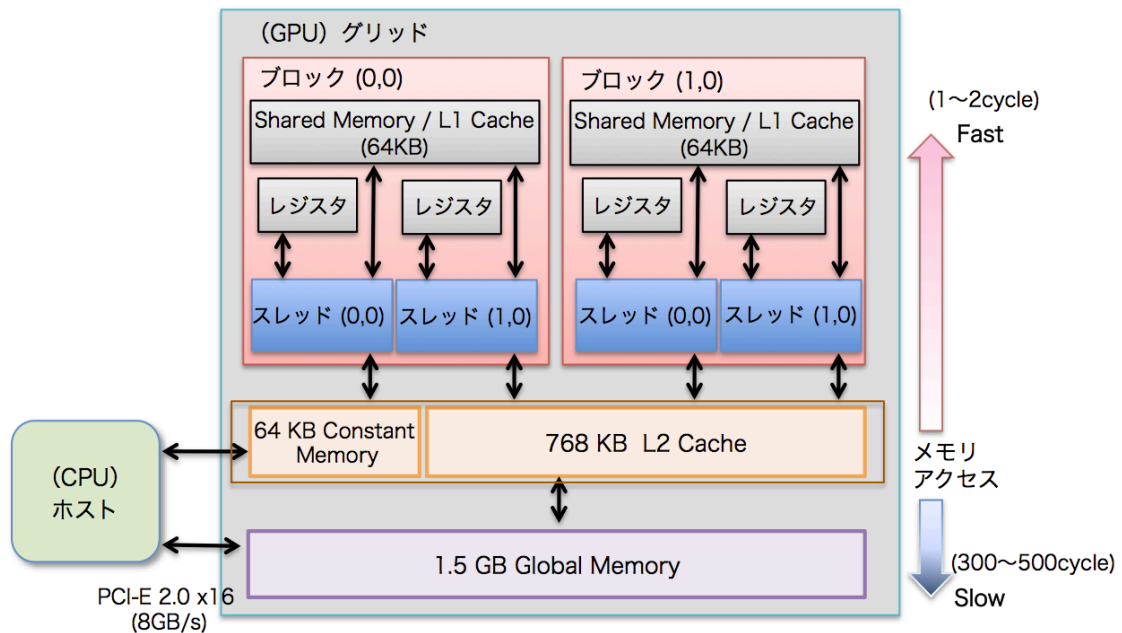 （GPU）グリッド
ブロック (0,0)
Shared Memory / L1 Cache
(64KB)
レジスタ
レジスタ
スレッド (0,0)
スレッド (1,0)
ブロック (1,0)
Shared Memory / L1 Cache
(64KB)
レジスタ
レジスタ
スレッド (0,0)
スレッド (1,0)
64 KB Constant
Memory
768 KB L2 Cache
1.5 GB Global Memory
（CPU）
ホスト
PCI-E 2.0 x16
(8GB/s)
(1〜2cycle)
Fast
メモリ
アクセス
(300〜500cycle)
Slow